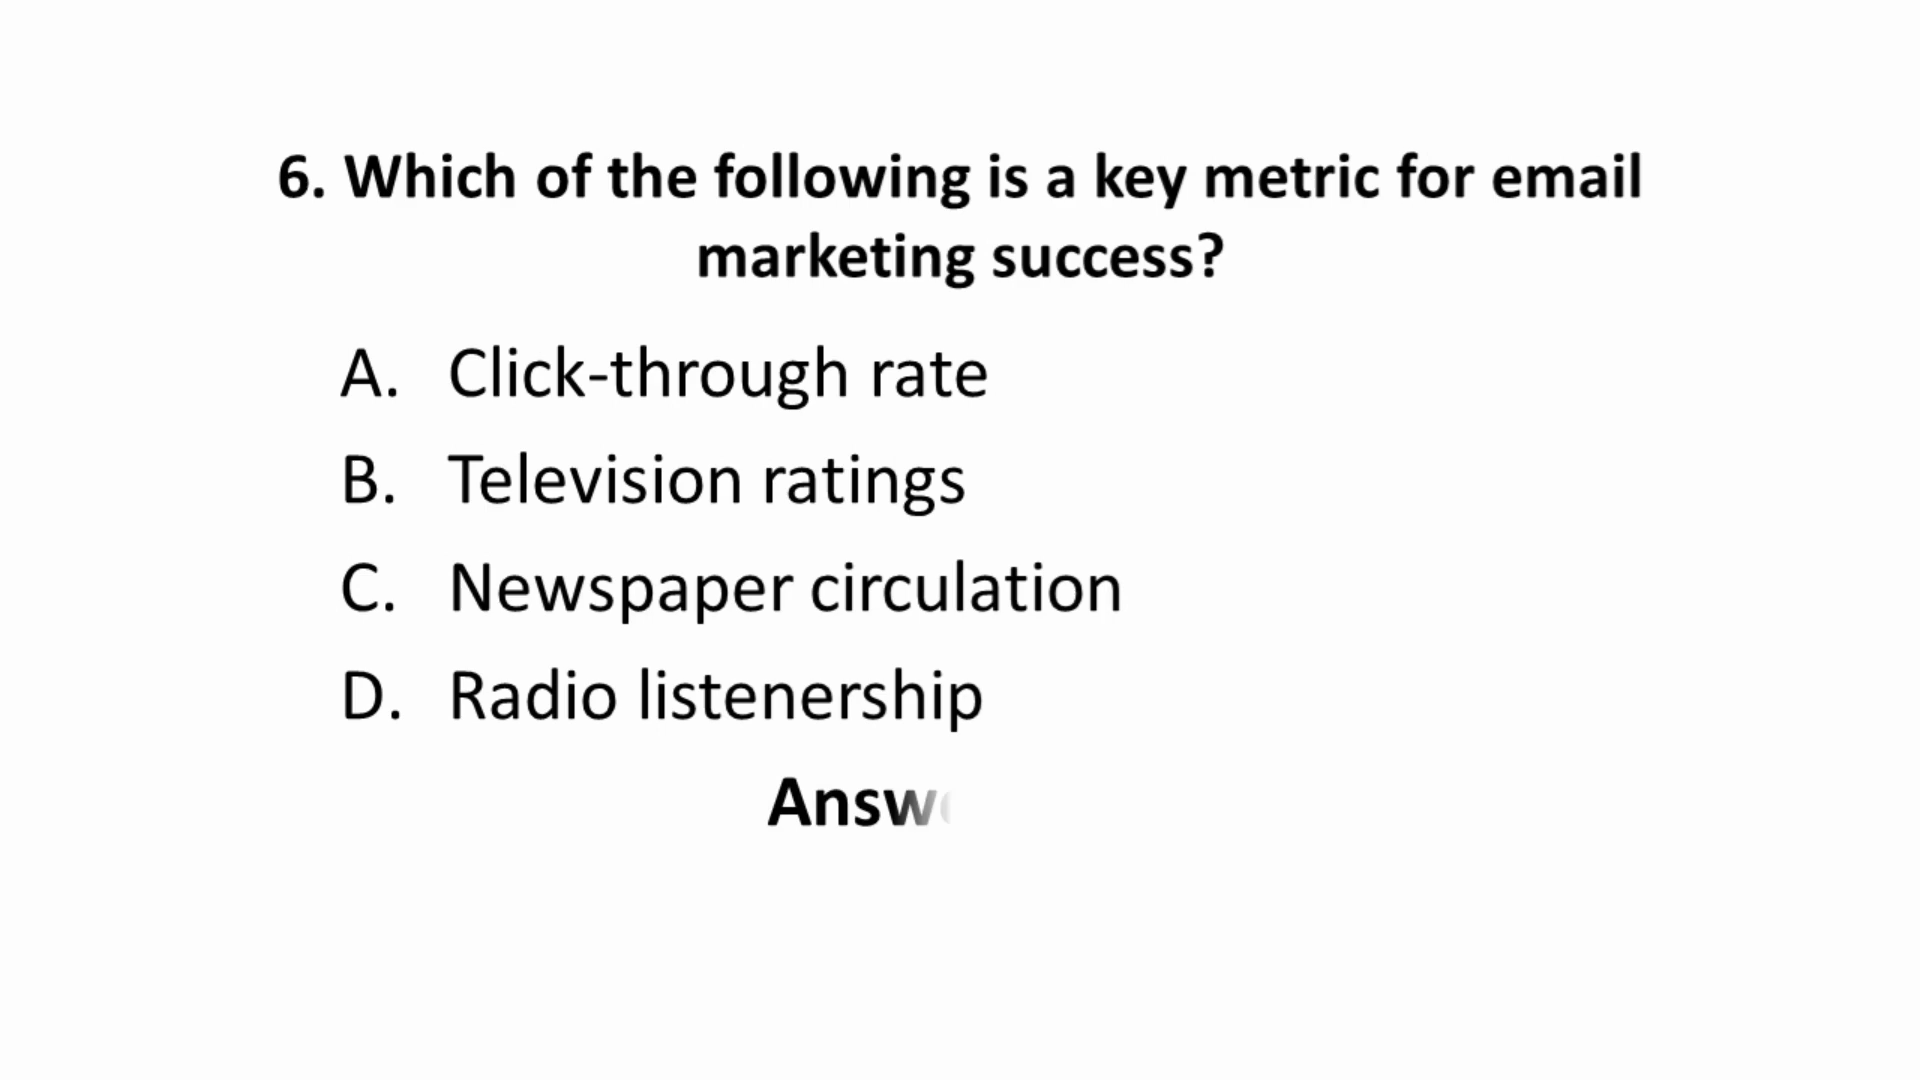 6. Which of the following is a key metric for email
marketing success?
A. Click-through rate
B. Television ratings
C. Newspaper circulation
D. Radio listenership
Answ